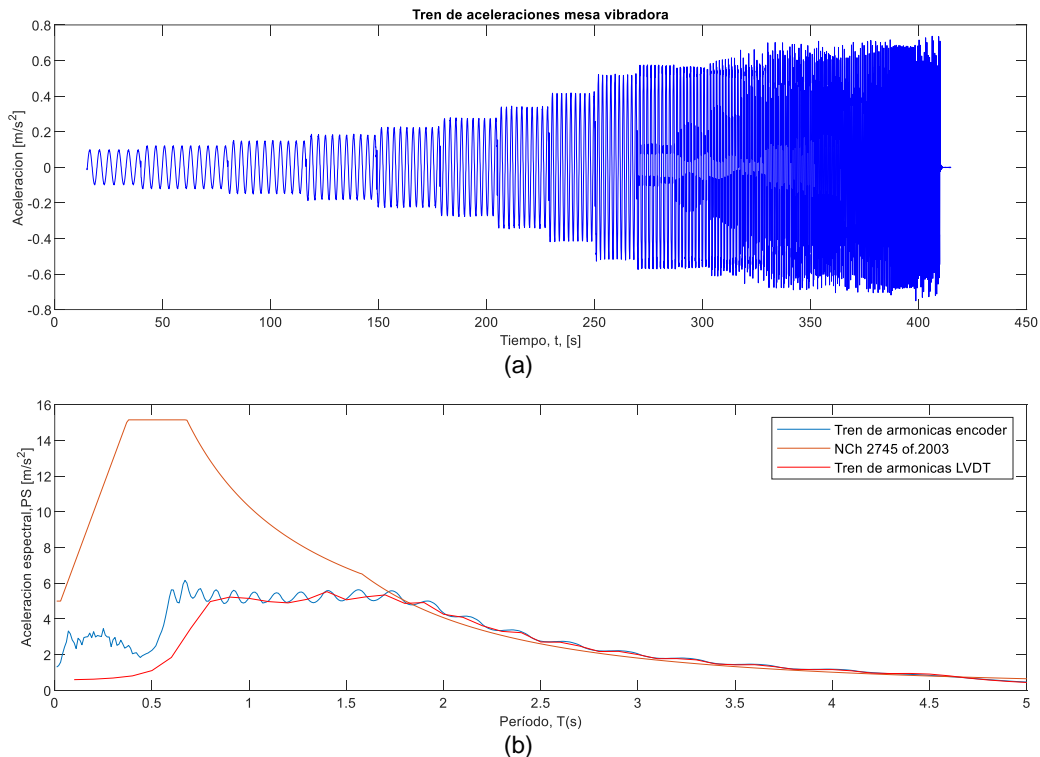 Tren de aceleraciones mesa vibradora
0.8
0.6
0.4
0.2
0
-0.2
-0.4
-0.6
-0.8
Aceleracion [m/s²]
0 50 100 150 200 250 300 350 400 450
Tiempo, t, [s]
(a)
16
14
12
10
8
6
4
2
0
Aceleracion espectral,PS [m/s²]
Tren de armonicas encoder
NCh 2745 of.2003
Tren de armonicas LVDT
0 0.5 1 1.5 2 2.5 3 3.5 4 4.5 5
Período, T(s)
(b)